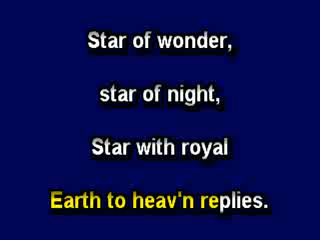 Star of wonder,
star of night,
Star with royal
Earth to heav'n replies.